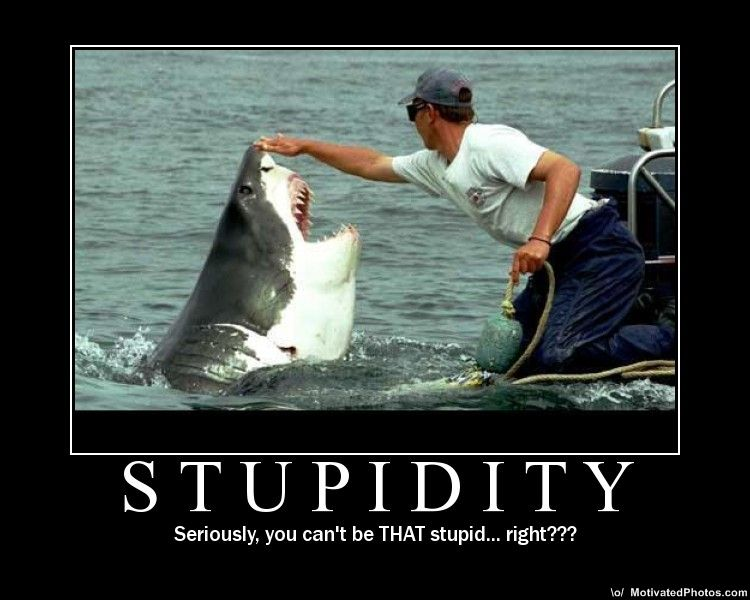 STUPIDITY
Seriously, you can't be THAT stupid... right???
\o/ MotivatedPhotos.com